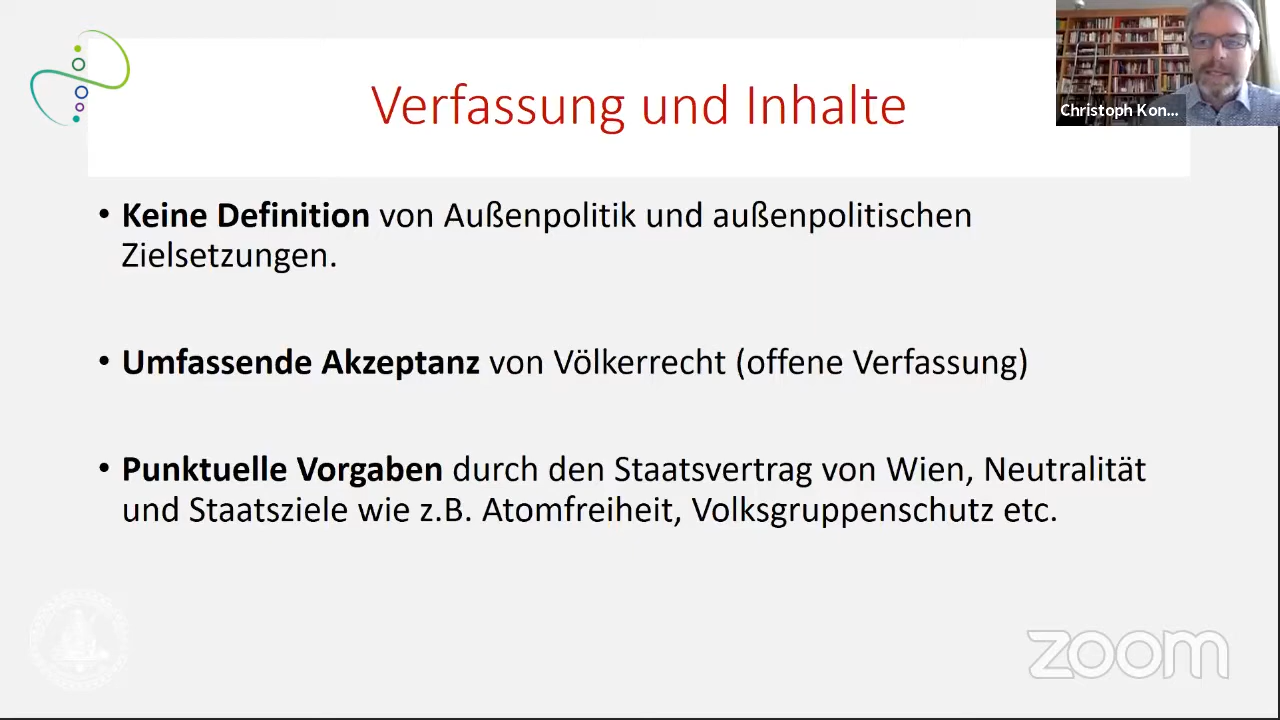 Verfassung und Inhalte
Christoph Kon...
• Keine Definition von Außenpolitik und außenpolitischen
Zielsetzungen.
• Umfassende Akzeptanz von Völkerrecht (offene Verfassung)
• Punktuelle Vorgaben durch den Staatsvertrag von Wien, Neutralität
und Staatsziele wie z.B. Atomfreiheit, Volksgruppenschutz etc.
zoom